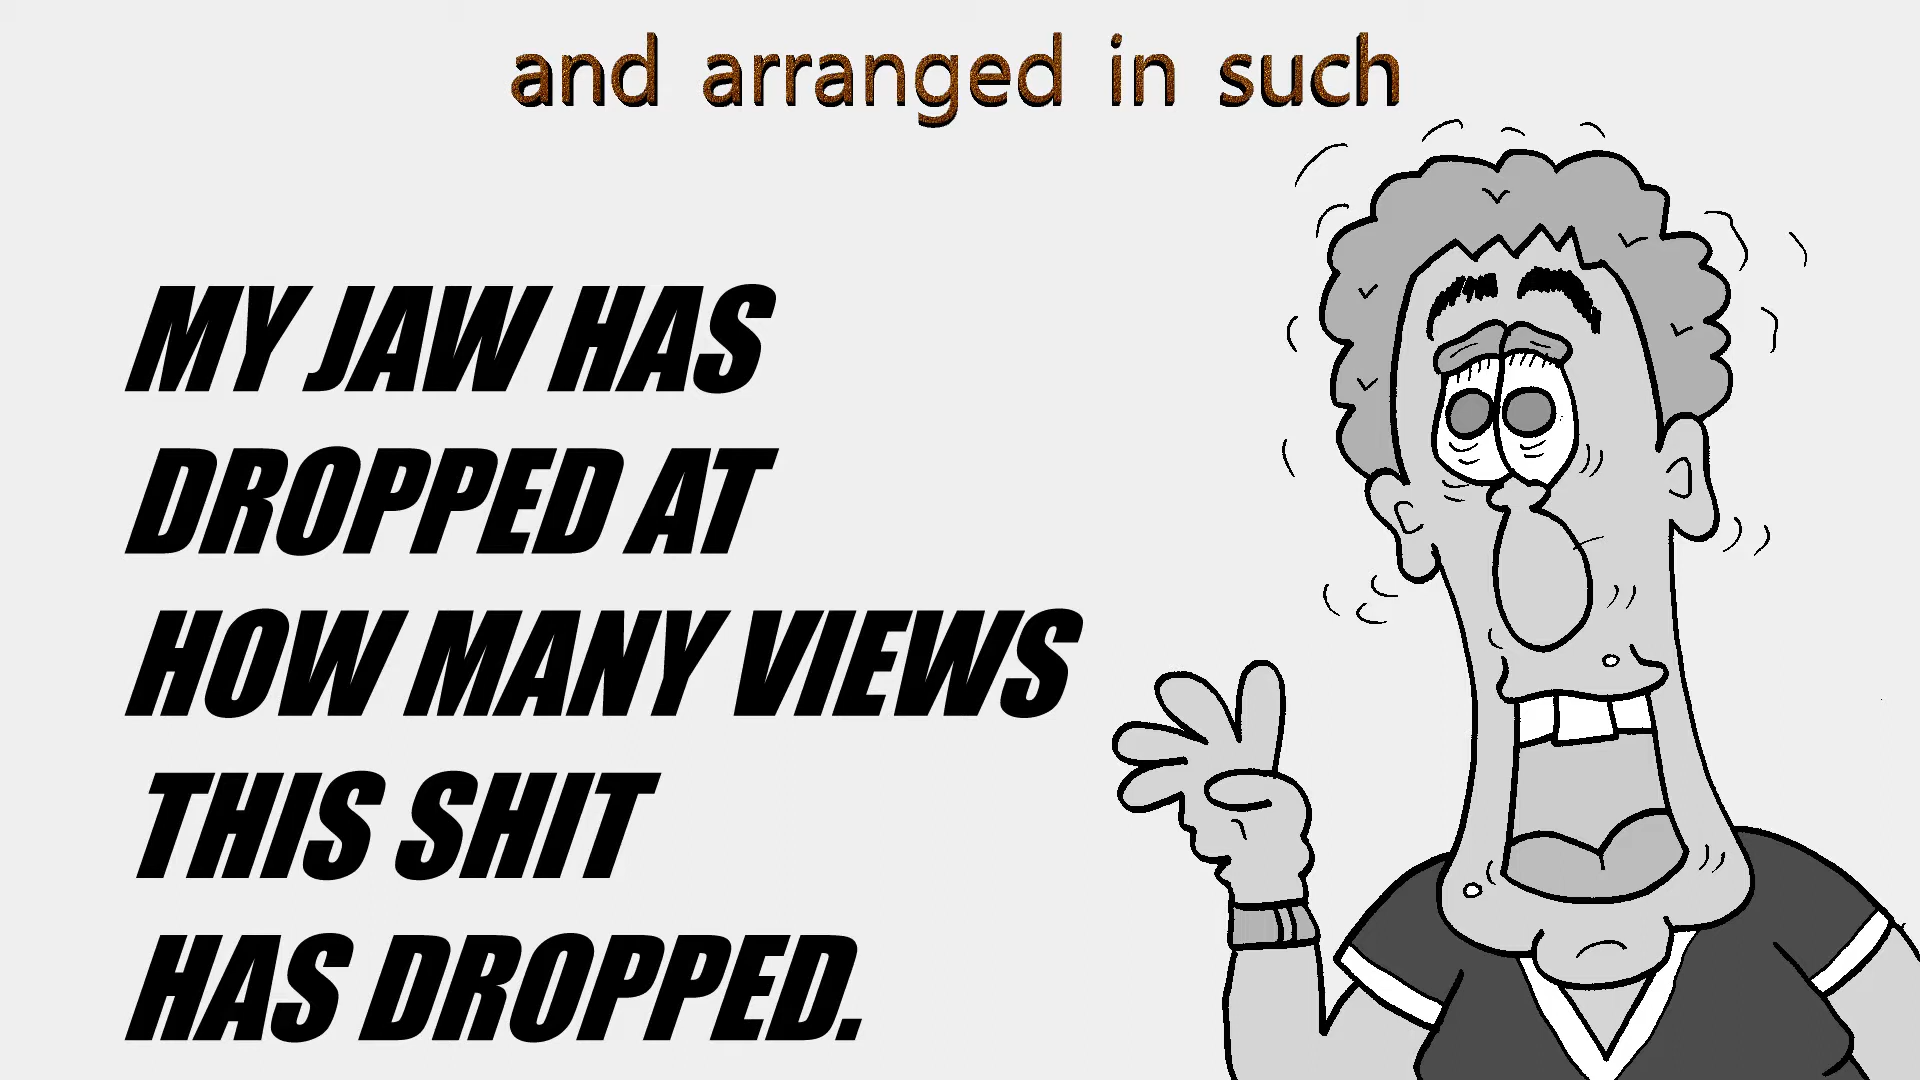 and arranged in such
MY JAW HAS
DROPPED AT
HOW MANY VIEWS
THIS SHIT
HAS DROPPED.